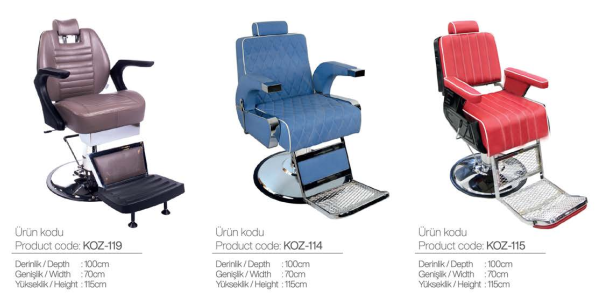 Ürün kodu
Product code: KOZ-119
Derinlik / Depth : 100cm
Genişlik / Width : 70cm
Yükseklik / Height : 115cm
Ürün kodu
Product code: KOZ-114
Derinlik / Depth : 100cm
Genişlik / Width : 70cm
Yükseklik / Height : 115cm
Ürün kodu
Product code: KOZ-115
Derinlik / Depth : 100cm
Genişlik / Width : 70cm
Yükseklik / Height : 115cm